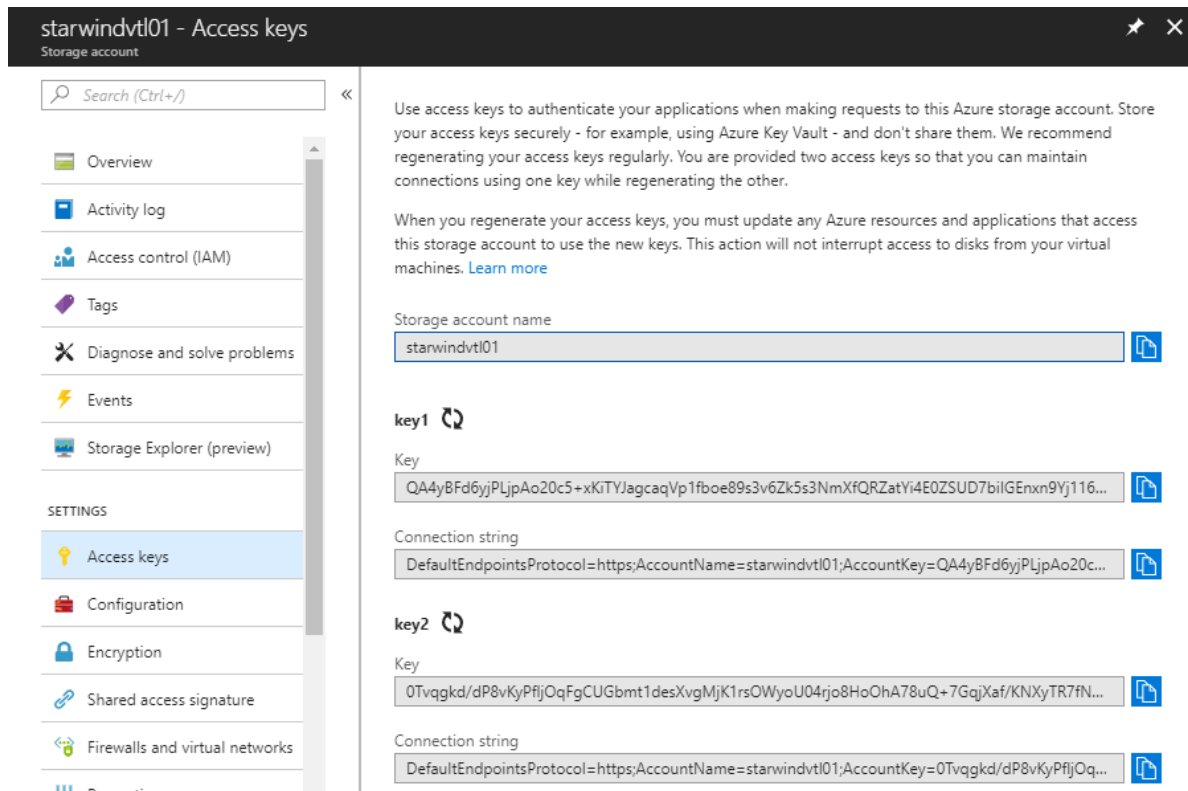 starwindvtl01 - Access keys
Storage account
Search (Ctrl+/)
Overview
Activity log
Access control (IAM)
Tags
Diagnose and solve problems
Events
Storage Explorer (preview)
SETTINGS
Access keys
Configuration
Encryption
Shared access signature
Firewalls and virtual networks
Use access keys to authenticate your applications when making requests to this Azure storage account. Store
your access keys securely - for example, using Azure Key Vault - and don't share them. We recommend
regenerating your access keys regularly. You are provided two access keys so that you can maintain
connections using one key while regenerating the other.
When you regenerate your access keys, you must update any Azure resources and applications that access
this storage account to use the new keys. This action will not interrupt access to disks from your virtual
machines. Learn more
Storage account name
starwindvtl01
key1
Key
QA4yBFd6yjPLjpAo20c5+xKiTYJagcaqVp1fboe89s3v6Zk5s3NmXfQRZatYi4E0ZSUD7bilGEnxn9Yj116...
Connection string
DefaultEndpointsProtocol=https;AccountName=starwindvtl01;AccountKey=QA4yBFd6yjPLjpAo20c...
key2
Key
0Tvqgkd/dP8vKyPfljOqFgCUGbmt1desXvgMjK1rsOWyoU04rjo8HoOhA78uQ+7GqjXaf/KNXyTR7fN...
Connection string
DefaultEndpointsProtocol=https;AccountName=starwindvtl01;AccountKey=0Tvqgkd/dP8vKyPfljOq...